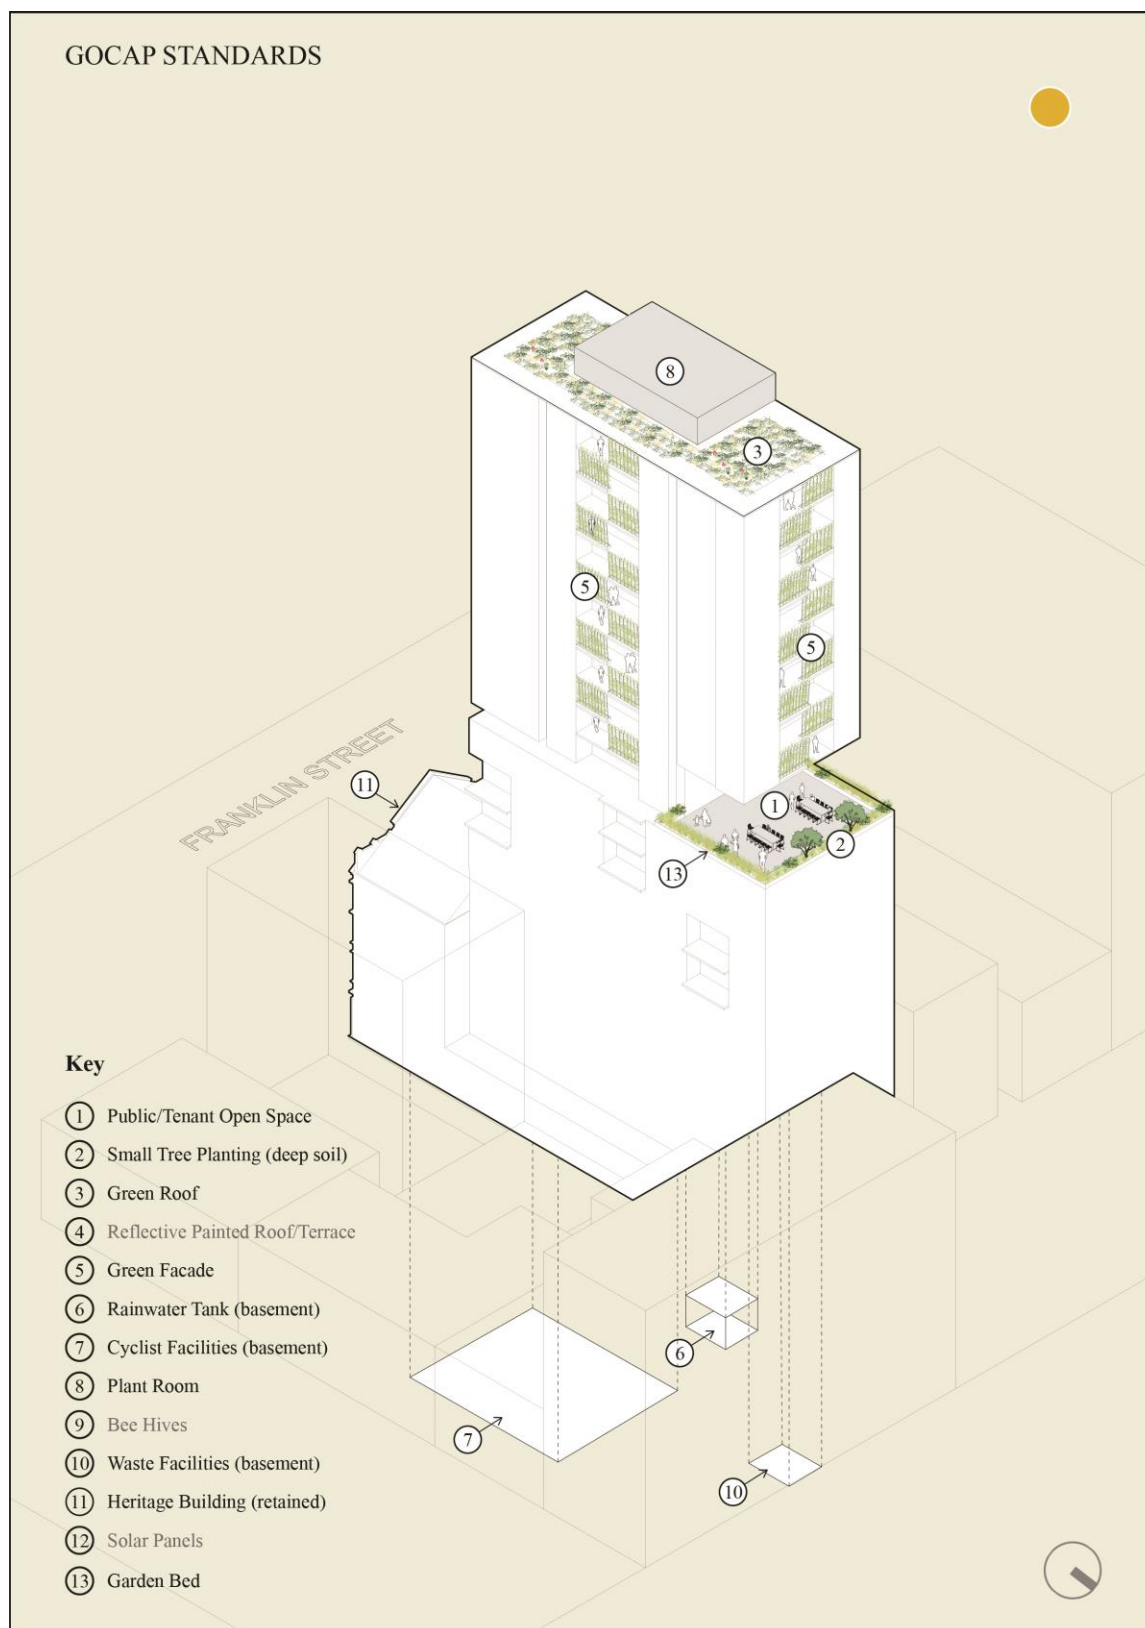 GOCAP STANDARDS
8
3
5
5
FRANKLIN STREET
11
1
2
13
6
7
10
Key
1 Public/Tenant Open Space
2 Small Tree Planting (deep soil)
3 Green Roof
4 Reflective Painted Roof/Terrace
5 Green Facade
6 Rainwater Tank (basement)
7 Cyclist Facilities (basement)
8 Plant Room
9 Bee Hives
10 Waste Facilities (basement)
11 Heritage Building (retained)
12 Solar Panels
13 Garden Bed